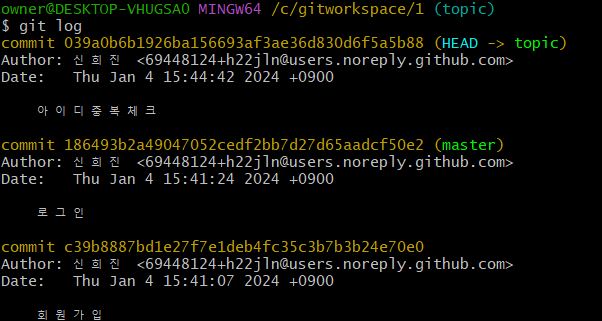 owner@DESKTOP-VHUGSA0 MINGW64 /c/gitworkspace/1 (topic)
$ git log
commit 039a0b6b1926ba156693af3ae36d830d6f5a5b88 (HEAD -> topic)
Author: 신희진 <69448124+h22jln@users.noreply.github.com>
Date:   Thu Jan 4 15:44:42 2024 +0900
아이디중복체크
commit 186493b2a49047052cedf2bb7d27d65aadcf50e2 (master)
Author: 신희진 <69448124+h22jln@users.noreply.github.com>
Date:   Thu Jan 4 15:41:24 2024 +0900
로그인
commit c39b8887bd1e27f7e1deb4fc35c3b7b3b24e70e0
Author: 신희진 <69448124+h22jln@users.noreply.github.com>
Date:   Thu Jan 4 15:41:07 2024 +0900
회원가입